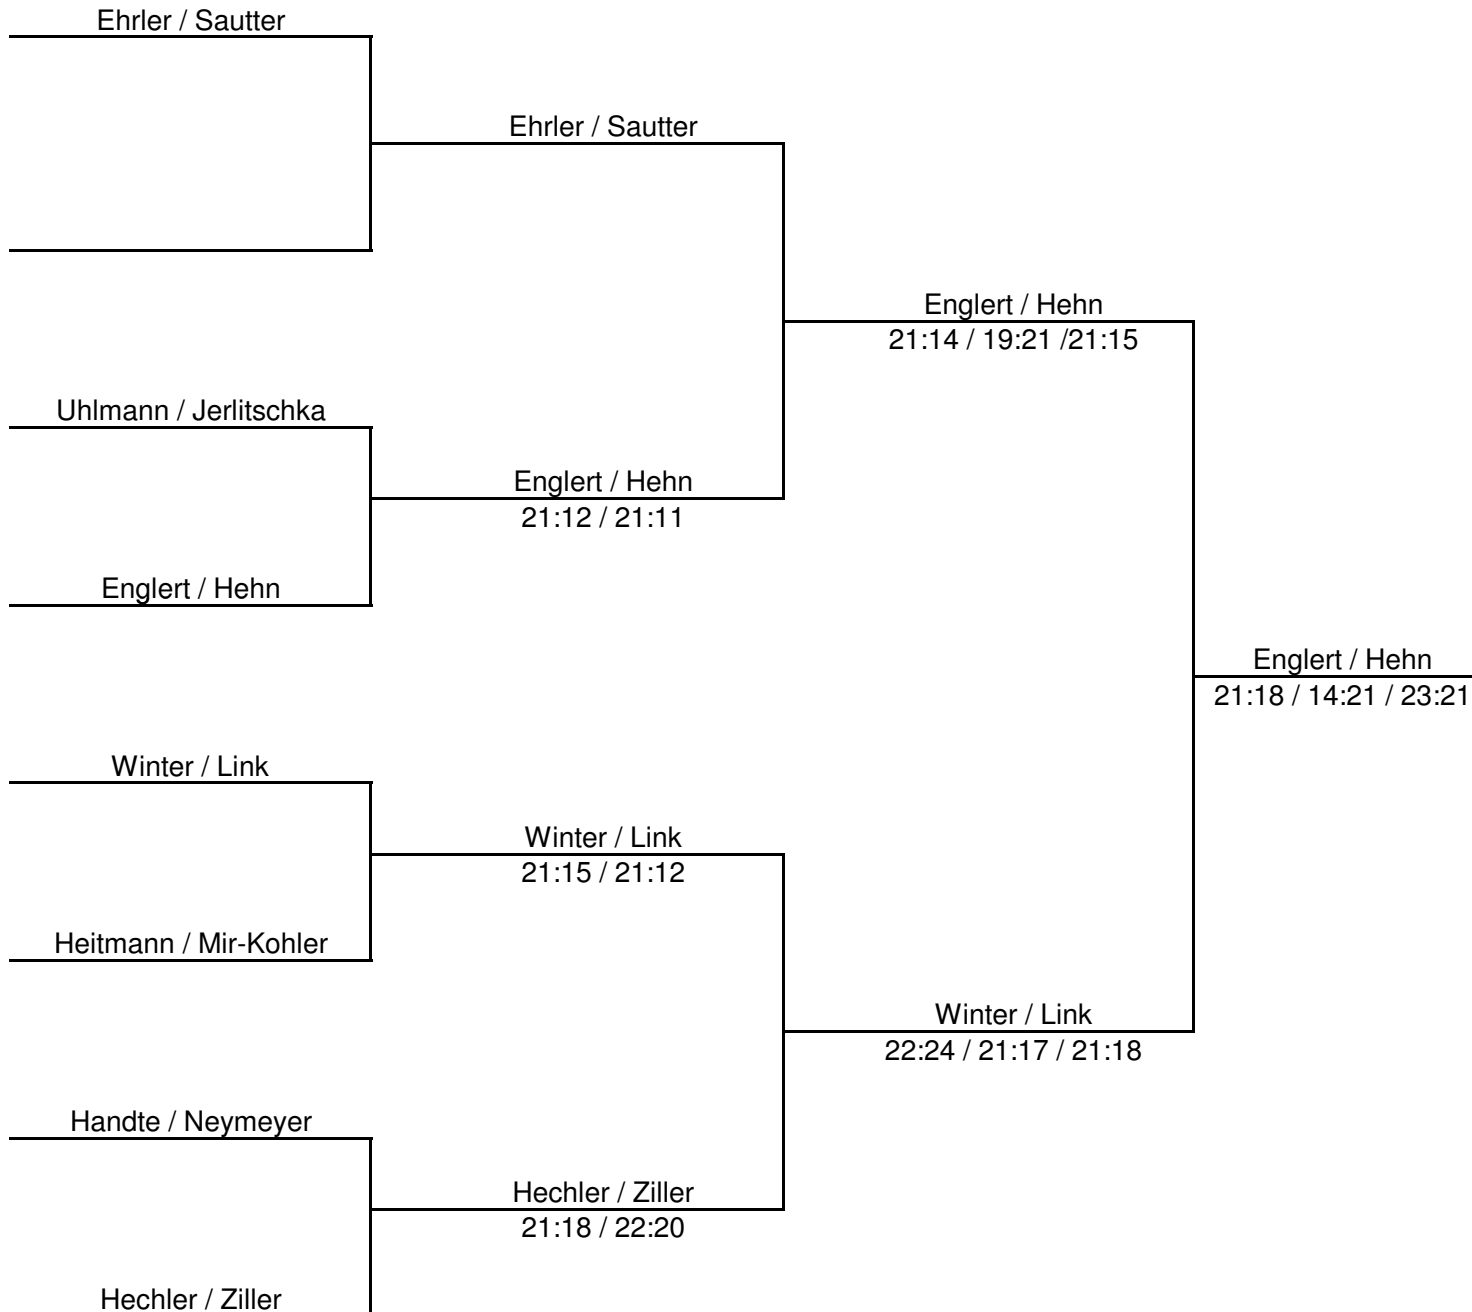 Ehrler / Sautter
Ehrler / Sautter
Englert / Hehn
21:14 / 19:21 /21:15
Uhlmann / Jerlitschka
Englert / Hehn
21:12 / 21:11
Englert / Hehn
Englert / Hehn
21:18 / 14:21 / 23:21
Winter / Link
Winter / Link
21:15 / 21:12
Heitmann / Mir-Kohler
Winter / Link
22:24 / 21:17 / 21:18
Handte / Neymeyer
Hechler / Ziller
21:18 / 22:20
Hechler / Ziller